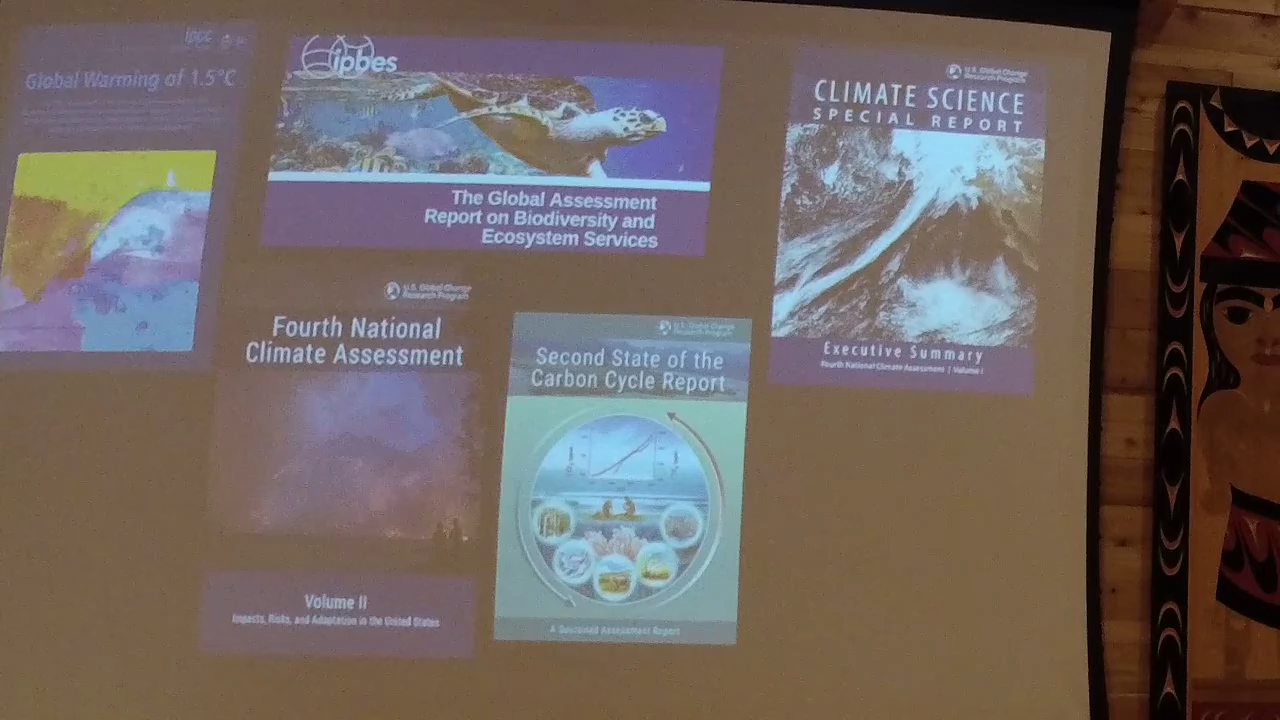 ipcc
Global Warming of 1.5°C
ipbes
The Global Assessment
Report on Biodiversity and
Ecosystem Services
U.S. Global Change
Research Program
CLIMATE SCIENCE
SPECIAL REPORT
Executive Summary
Fourth National Climate Assessment | Volume I
U.S. Global Change
Research Program
Fourth National
Climate Assessment
Volume II
Impacts, Risks, and Adaptation in the United States
U.S. Global Change
Research Program
Second State of the
Carbon Cycle Report
A Sustained Assessment Report